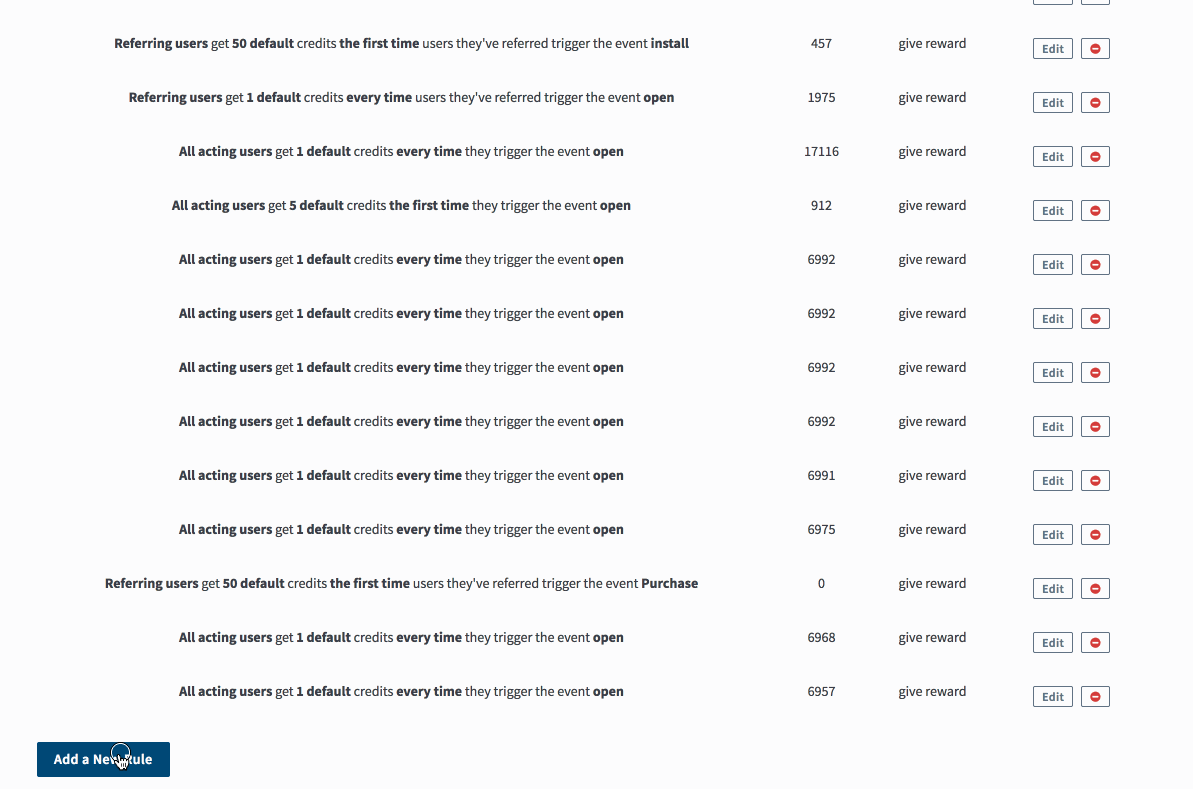 Referring users get 50 default credits the first time users they've referred trigger the event install 457 give reward Edit
Referring users get 1 default credits every time users they've referred trigger the event open 1975 give reward Edit
All acting users get 1 default credits every time they trigger the event open 17116 give reward Edit
All acting users get 5 default credits the first time they trigger the event open 912 give reward Edit
All acting users get 1 default credits every time they trigger the event open 6992 give reward Edit
All acting users get 1 default credits every time they trigger the event open 6992 give reward Edit
All acting users get 1 default credits every time they trigger the event open 6992 give reward Edit
All acting users get 1 default credits every time they trigger the event open 6992 give reward Edit
All acting users get 1 default credits every time they trigger the event open 6991 give reward Edit
All acting users get 1 default credits every time they trigger the event open 6975 give reward Edit
Referring users get 50 default credits the first time users they've referred trigger the event Purchase 0 give reward Edit
All acting users get 1 default credits every time they trigger the event open 6968 give reward Edit
All acting users get 1 default credits every time they trigger the event open 6957 give reward Edit
Add a New Rule